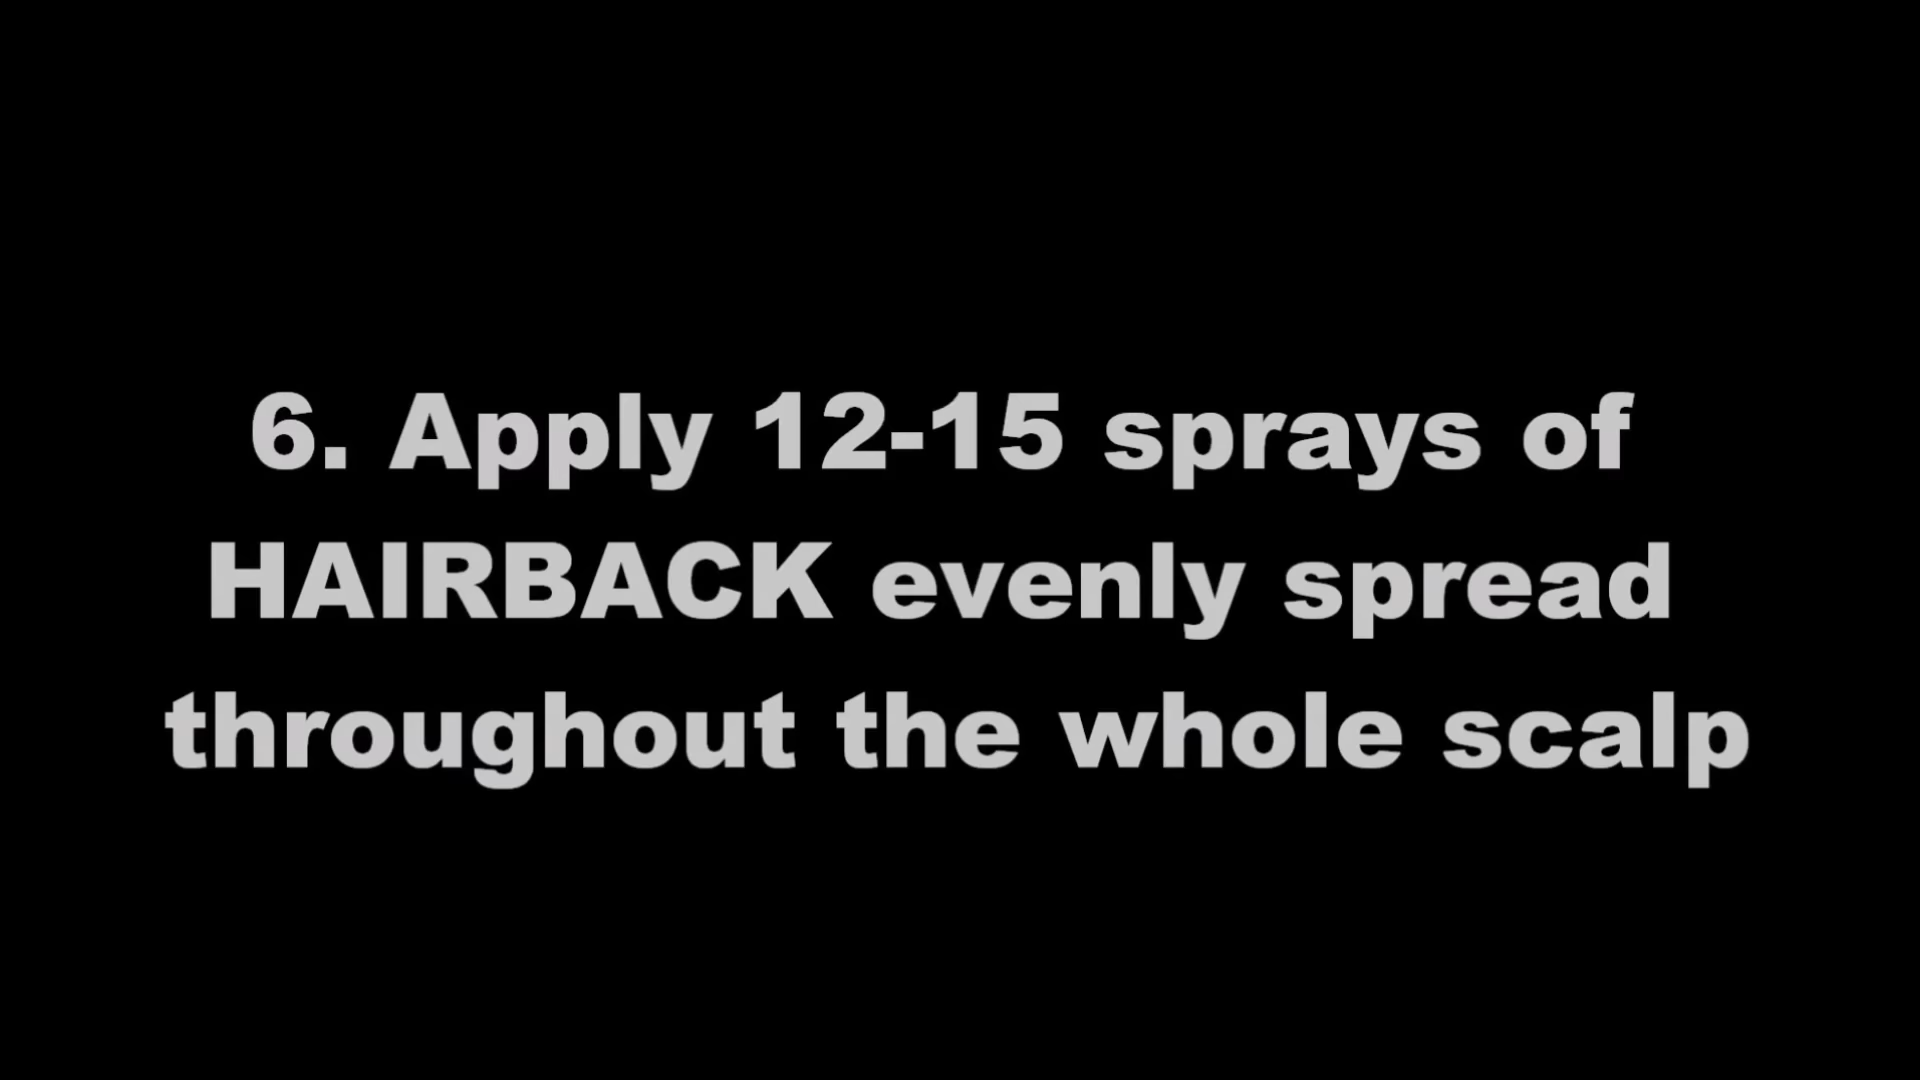 6. Apply 12-15 sprays of
HAIRBACK evenly spread
throughout the whole scalp